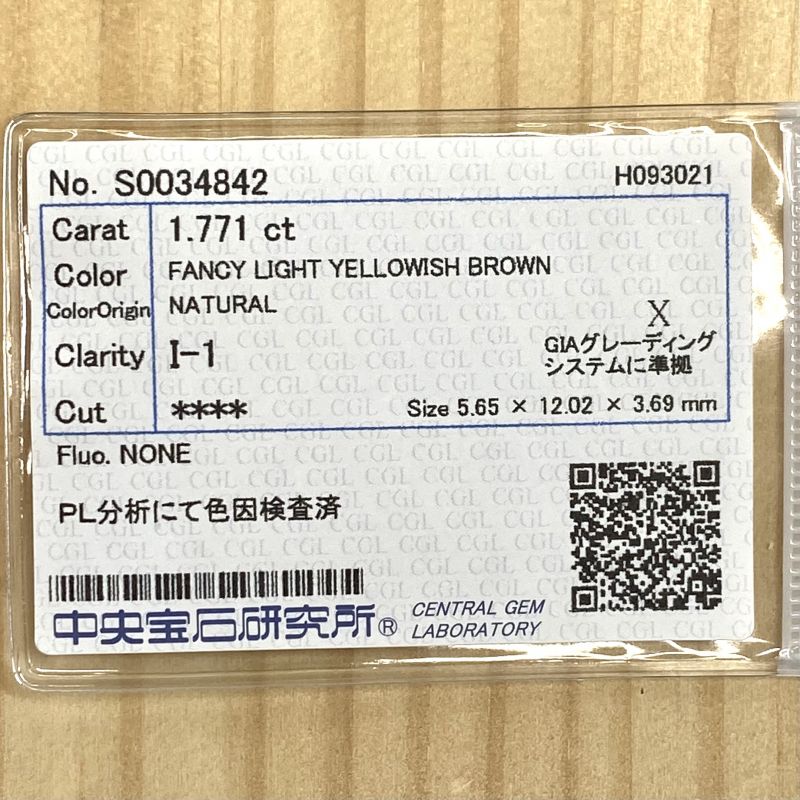 No. S0034842 H093021
Carat 1.771 ct
Color FANCY LIGHT YELLOWISH BROWN
ColorOrigin NATURAL
X
Clarity I-1 GIAグレーディング
システムに準拠
Cut **** Size 5.65 × 12.02 × 3.69 mm
Fluo. NONE
PL分析にて色因検査済
中央宝石研究所® CENTRAL GEM
LABORATORY